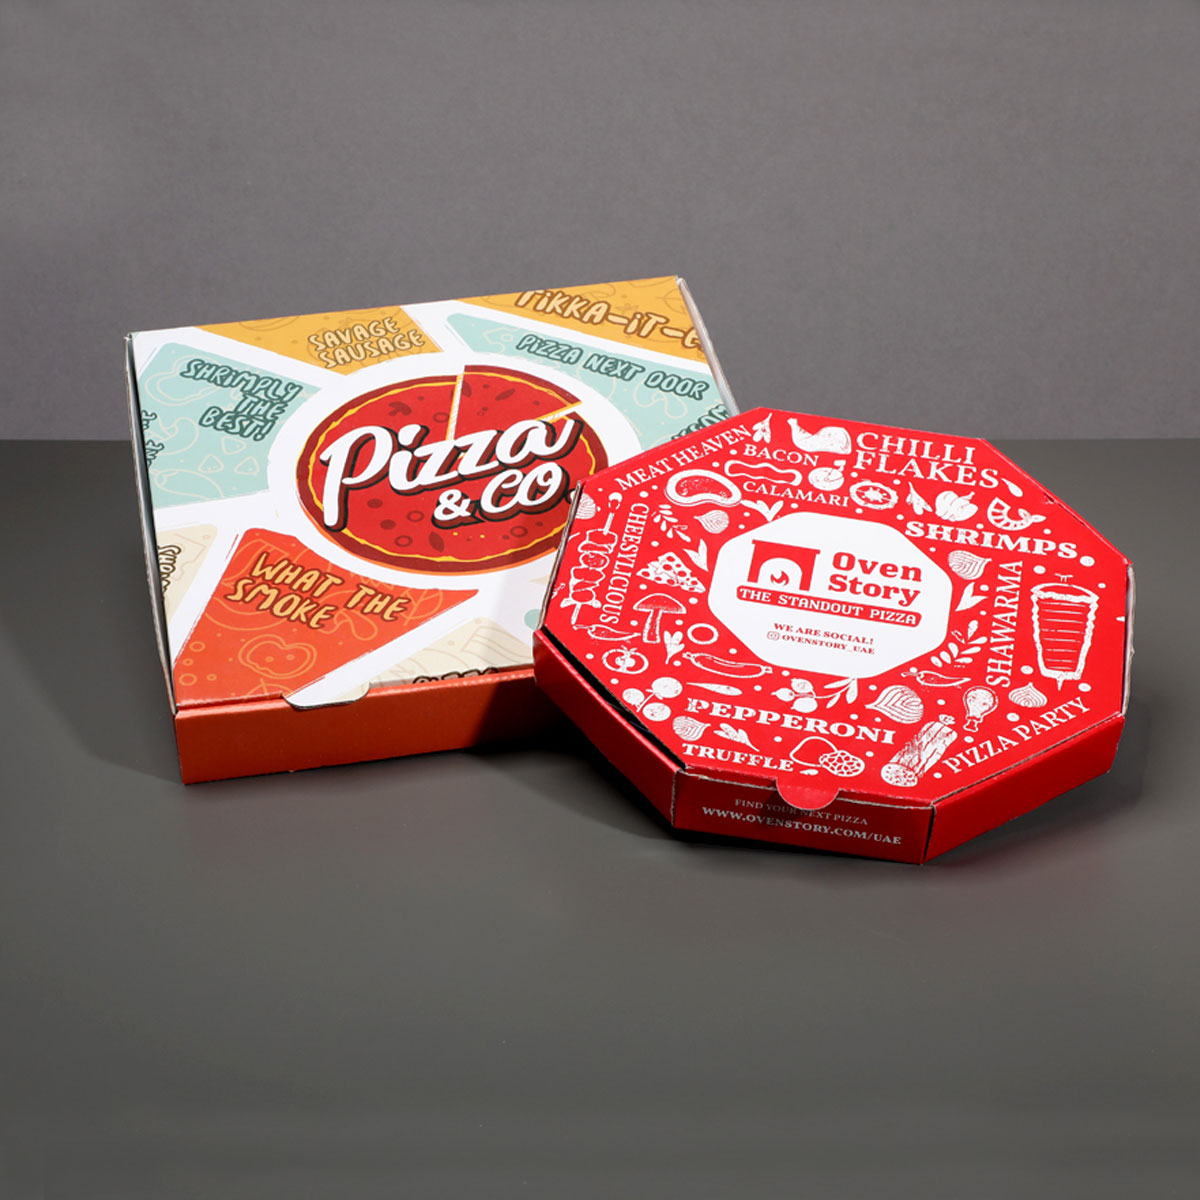 TIKKA-IT-
SAVAGE
SAUSAGE
PIZZA NEXT DOOR
SHRIMPLY
THE
BEST!
Pizza
& CO.
WHAT THE
SMOKE
MEAT HEAVEN
BACON
CHILLI
FLAKES
CALAMARI
SHRIMPS
CHEESYLICIOUS
Oven
Story
THE STANDOUT PIZZA
WE ARE SOCIAL!
OVENSTORY_UAE
SHAWARMA
PEPPERONI
TRUFFLE
PIZZA PARTY
FIND YOUR NEXT PIZZA
WWW.OVENSTORY.COM/UAE